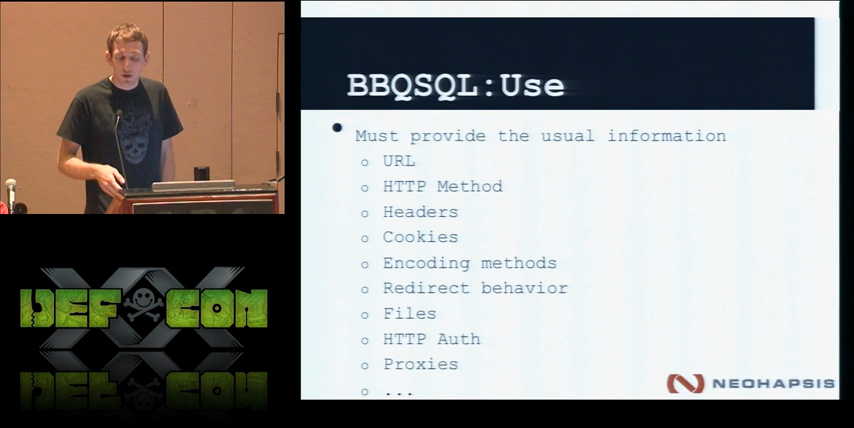 BBQSQL:Use
Must provide the usual information
URL
HTTP Method
Headers
Cookies
Encoding methods
Redirect behavior
Files
HTTP Auth
Proxies
...
NEOHAPSIS
DEF CON
XX